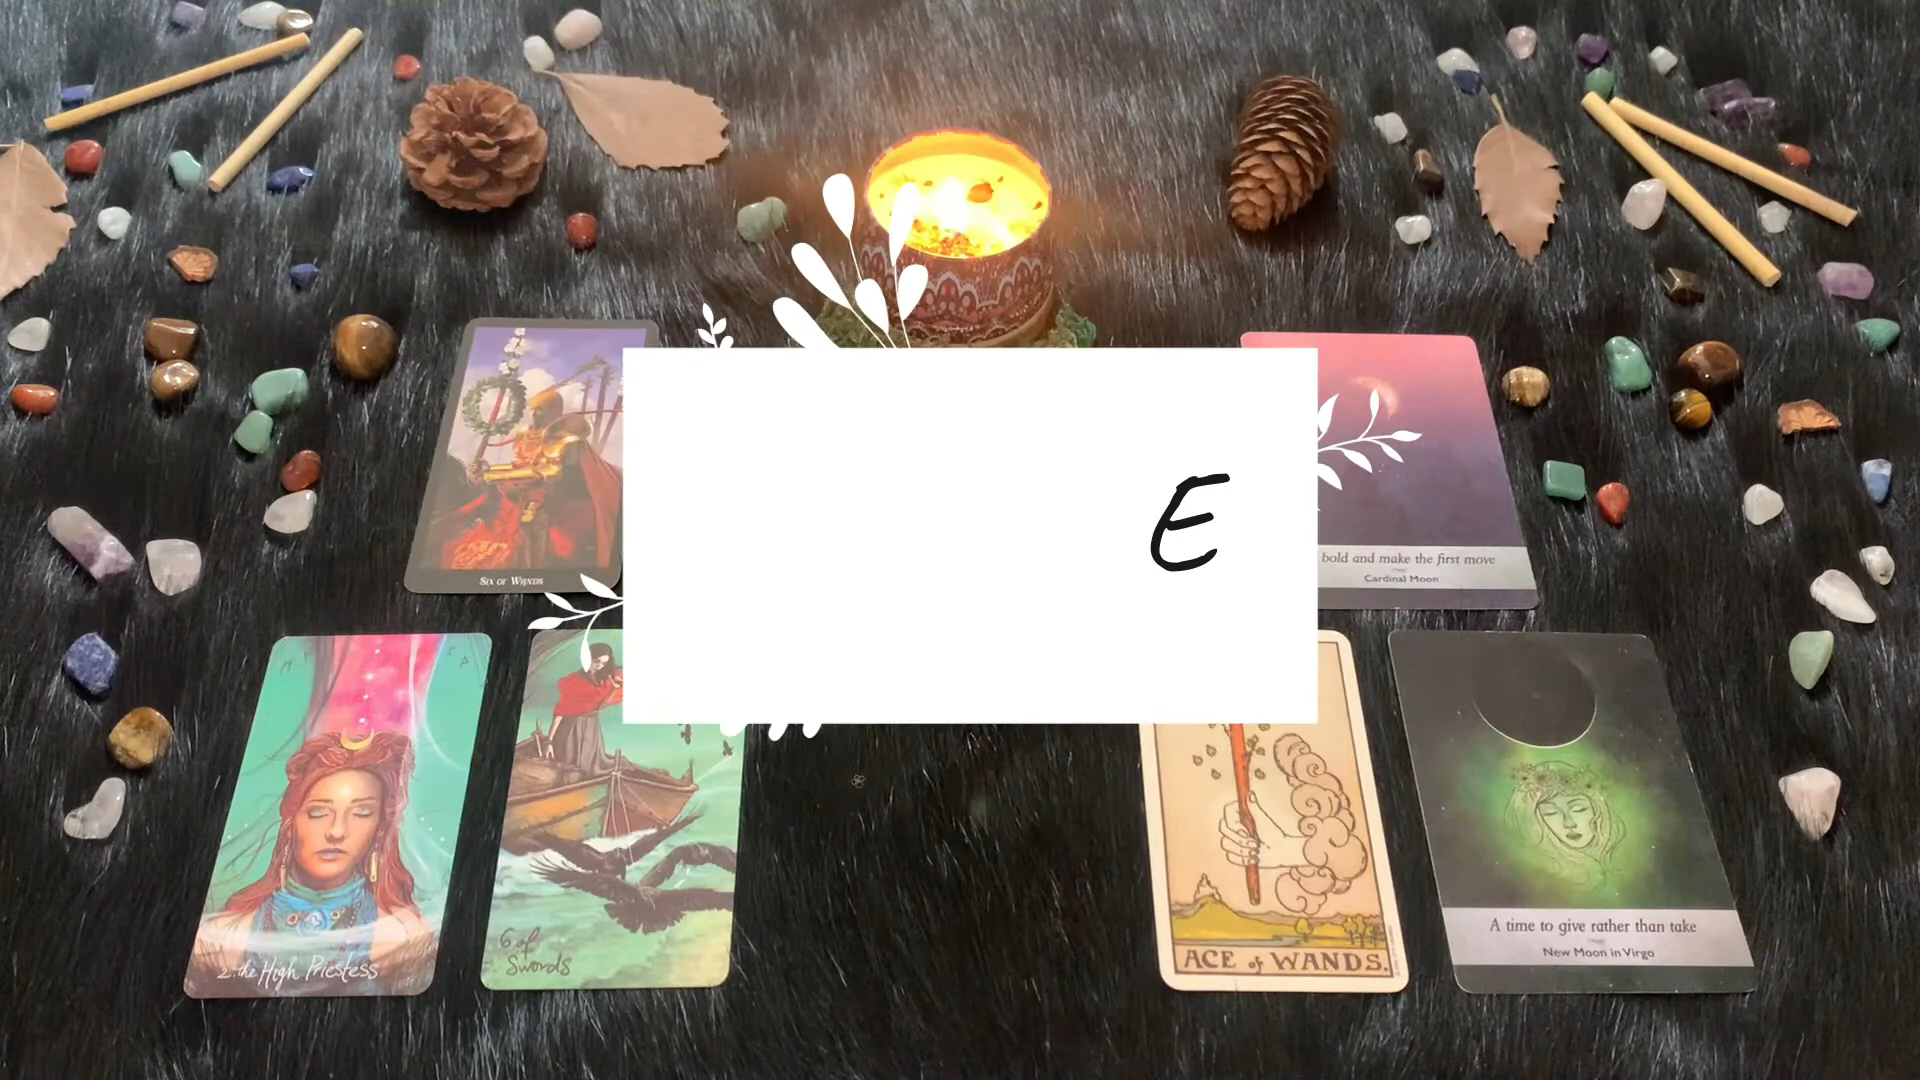 E
Six of Wands
bold and make the first move
Cardinal Moon
2. the High Priestess
6 of
Swords
ACE of WANDS.
A time to give rather than take
New Moon in Virgo